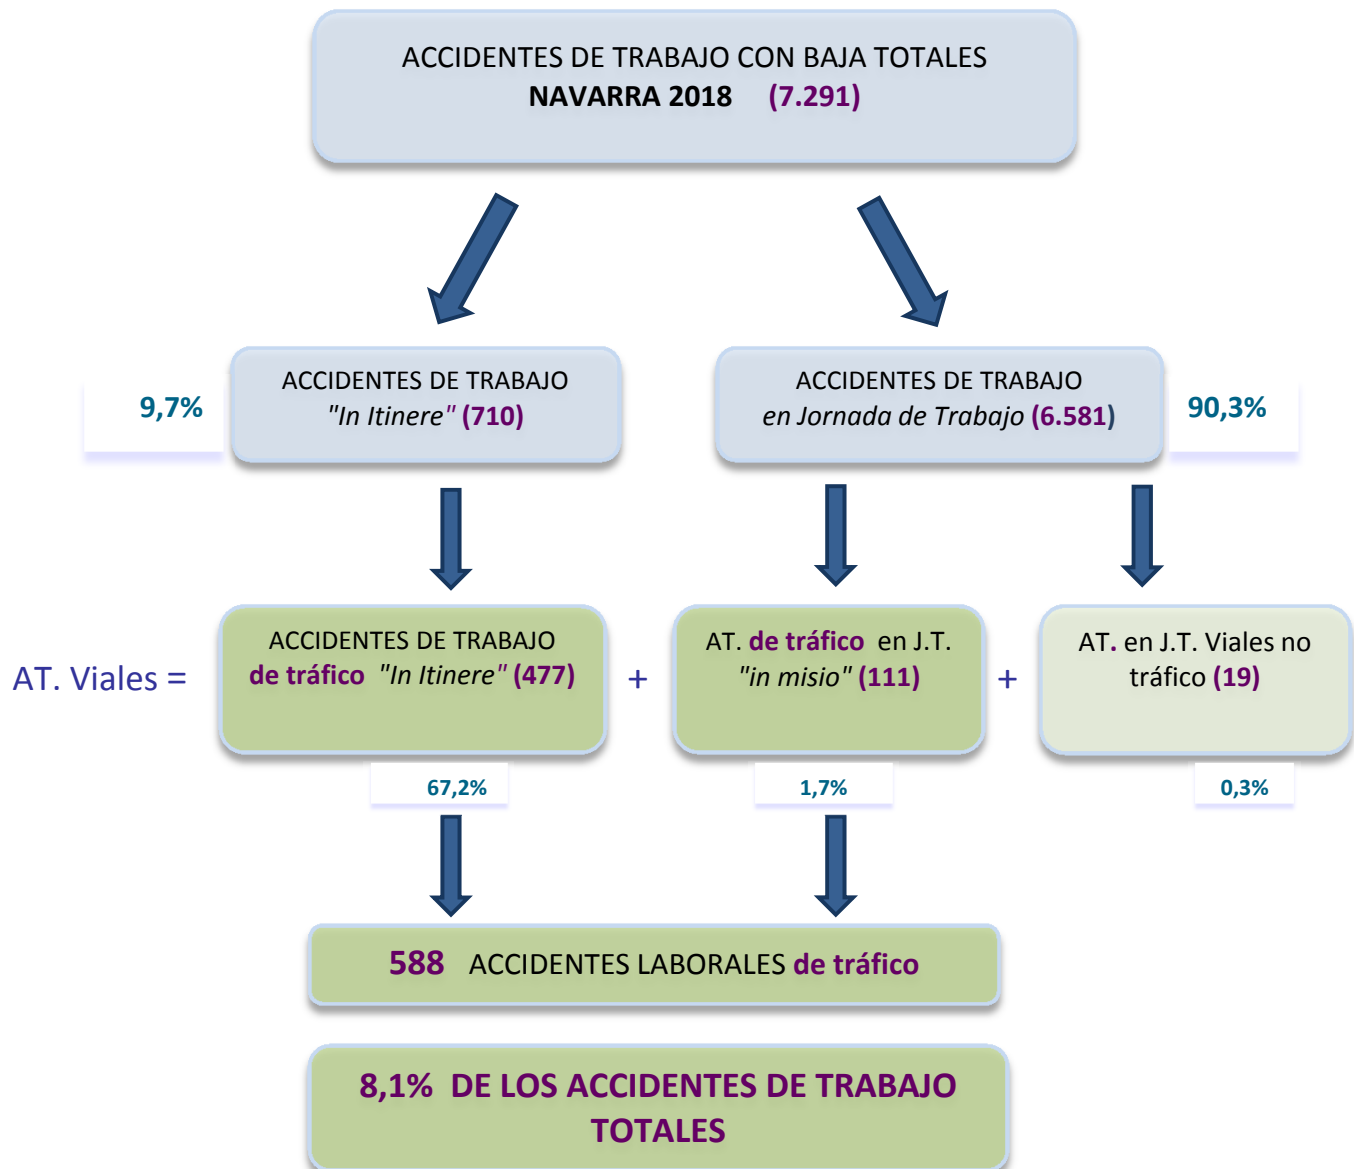 ACCIDENTES DE TRABAJO CON BAJA TOTALES
NAVARRA 2018 (7.291)
9,7%
ACCIDENTES DE TRABAJO
"In Itinere" (710)
ACCIDENTES DE TRABAJO
en Jornada de Trabajo (6.581)
90,3%
AT. Viales =
ACCIDENTES DE TRABAJO
de tráfico "In Itinere" (477)
+
AT. de tráfico en J.T.
"in misio" (111)
+
AT. en J.T. Viales no
tráfico (19)
67,2%
1,7%
0,3%
588 ACCIDENTES LABORALES de tráfico
8,1% DE LOS ACCIDENTES DE TRABAJO
TOTALES